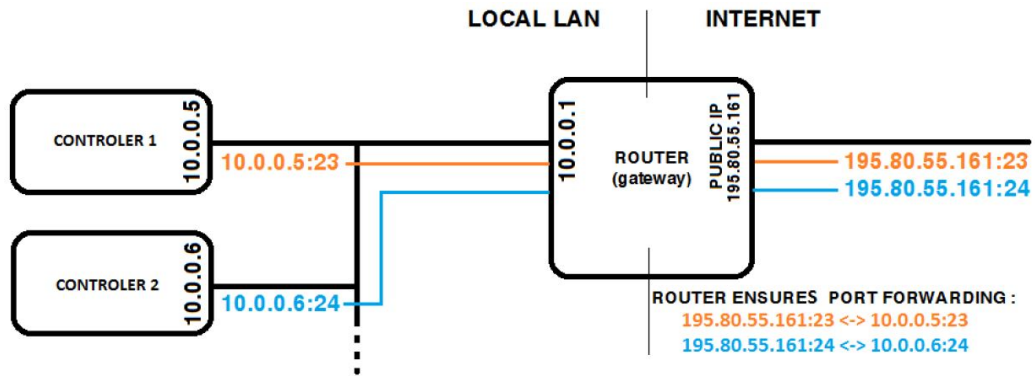 LOCAL LAN
INTERNET
CONTROLER 1
10.0.0.5
10.0.0.5:23
10.0.0.1
ROUTER
(gateway)
PUBLIC IP
195.80.55.161
195.80.55.161:23
195.80.55.161:24
CONTROLER 2
10.0.0.6
10.0.0.6:24
ROUTER ENSURES PORT FORWARDING :
195.80.55.161:23 <-> 10.0.0.5:23
195.80.55.161:24 <-> 10.0.0.6:24